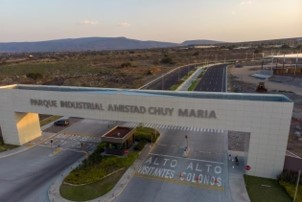 PARQUE INDUSTRIAL AMISTAD CHUY MARIA
ALTO ALTO
VISITANTES COLONOS